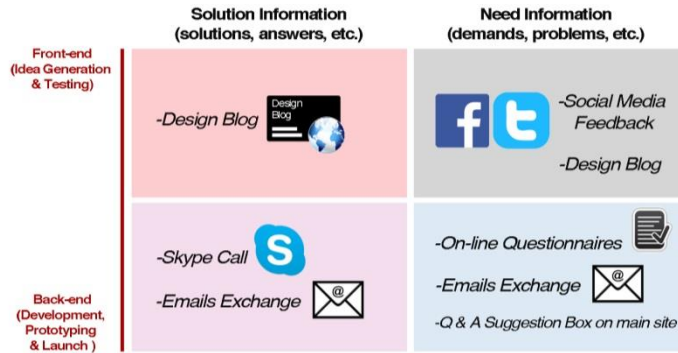 Solution Information
(solutions, answers, etc.)
Need Information
(demands, problems, etc.)
Front-end
(Idea Generation
& Testing)
-Design Blog
Design
Blog
f
t
-Social Media
Feedback
-Design Blog
Back-end
(Development,
Prototyping
& Launch )
-Skype Call
S
-Emails Exchange
@
-On-line Questionnaires
-Emails Exchange
@
-Q & A Suggestion Box on main site